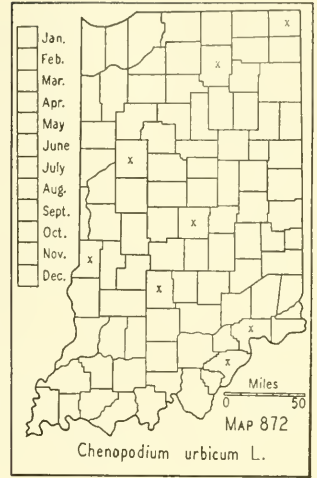 Jan.
Feb.
Mar.
Apr.
May
June
July
Aug.
Sept.
Oct.
Nov.
Dec.
x
x
x
x
x
x
x
x
Miles
0 50
MAP 872
Chenopodium urbicum L.